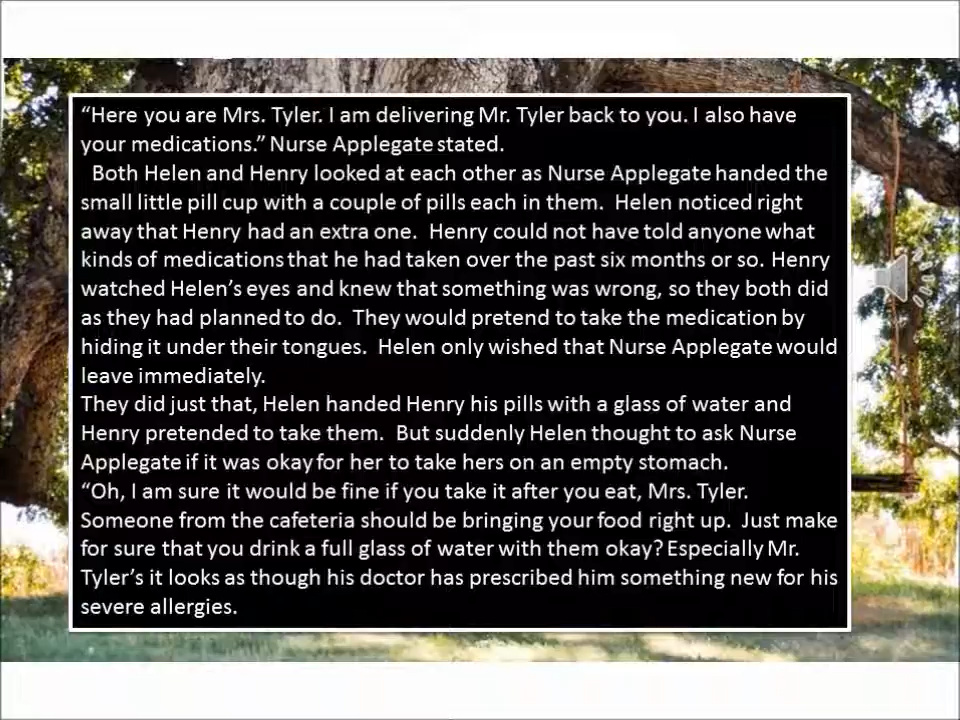 “Here you are Mrs. Tyler. I am delivering Mr. Tyler back to you. I also have
your medications.” Nurse Applegate stated.
Both Helen and Henry looked at each other as Nurse Applegate handed the
small little pill cup with a couple of pills each in them.  Helen noticed right
away that Henry had an extra one.  Henry could not have told anyone what
kinds of medications that he had taken over the past six months or so. Henry
watched Helen’s eyes and knew that something was wrong, so they both did
as they had planned to do.  They would pretend to take the medication by
hiding it under their tongues.  Helen only wished that Nurse Applegate would
leave immediately.
They did just that, Helen handed Henry his pills with a glass of water and
Henry pretended to take them.  But suddenly Helen thought to ask Nurse
Applegate if it was okay for her to take hers on an empty stomach.
“Oh, I am sure it would be fine if you take it after you eat, Mrs. Tyler.
Someone from the cafeteria should be bringing your food right up.  Just make
for sure that you drink a full glass of water with them okay? Especially Mr.
Tyler’s it looks as though his doctor has prescribed him something new for his
severe allergies.